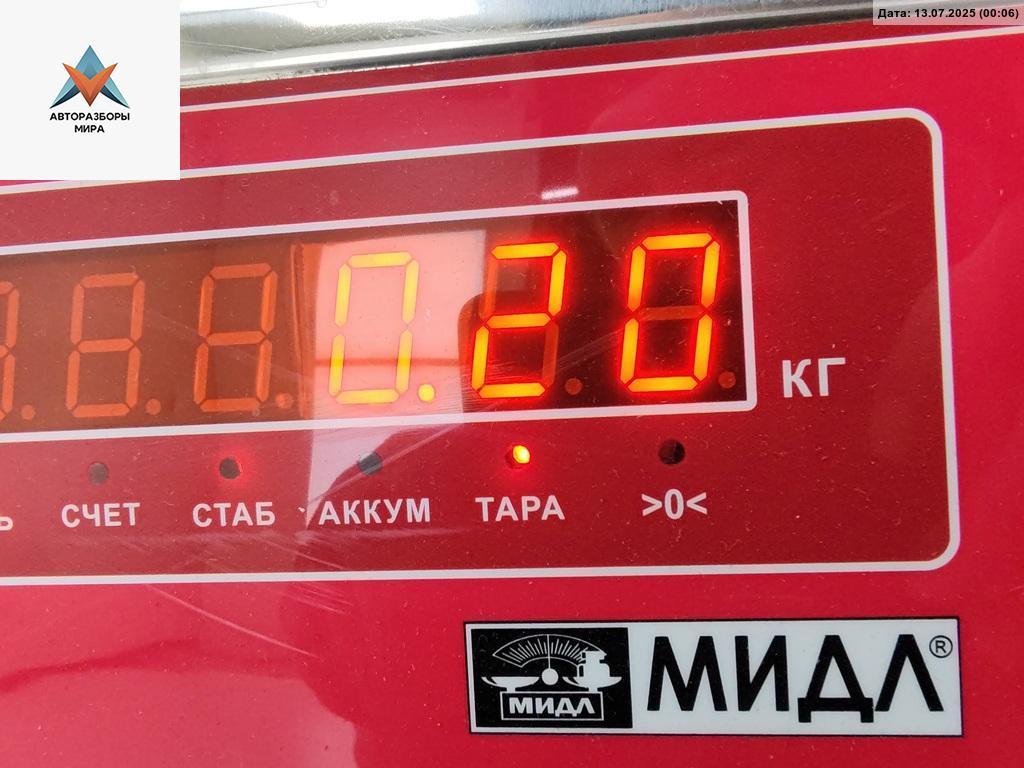 Дата: 13.07.2025 (00:06)
АВТОРАЗБОРЫ
МИРА
0.20
КГ
Ь СЧЕТ СТАБ АККУМ ТАРА >0<
МИДЛ®
МИДЛ